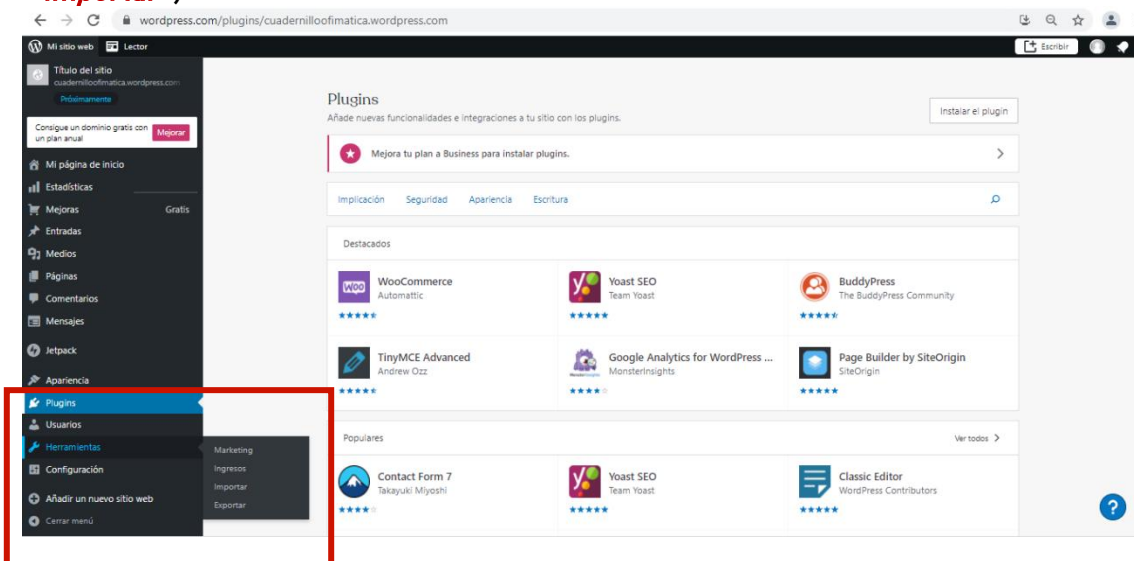 "Importar")
wordpress.com/plugins/cuadernilloofimatica.wordpress.com
Mi sitio web
Lector
Escribir
Título del sitio
cuadernilloofimatica.wordpress.com
Próximamente
Consigue un dominio gratis con
un plan anual
Mejorar
Mi página de inicio
Estadísticas
Mejoras
Gratis
Entradas
Medios
Páginas
Comentarios
Mensajes
Jetpack
Apariencia
Plugins
Usuarios
Herramientas
Configuración
Añadir un nuevo sitio web
Cerrar menú
Marketing
Ingresos
Importar
Exportar
Plugins
Añade nuevas funcionalidades e integraciones a tu sitio con los plugins.
Instalar el plugin
Mejora tu plan a Business para instalar plugins.
Implicación
Seguridad
Apariencia
Escritura
Destacados
WooCommerce
Automattic
Yoast SEO
Team Yoast
BuddyPress
The BuddyPress Community
TinyMCE Advanced
Andrew Ozz
Google Analytics for WordPress ...
MonsterInsights
Page Builder by SiteOrigin
SiteOrigin
Populares
Ver todos
Contact Form 7
Takayuki Miyoshi
Yoast SEO
Team Yoast
Classic Editor
WordPress Contributors